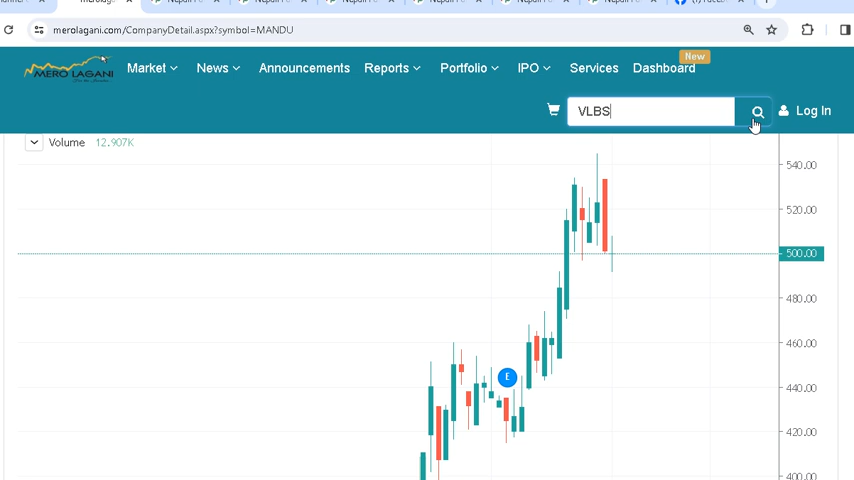 merolagani.com/CompanyDetail.aspx?symbol=MANDU
MERO LAGANI
Market
News
Announcements
Reports
Portfolio
IPO
Services
Dashboard
New
VLBS
Log In
Volume 12.907K
540.00
520.00
500.00
480.00
460.00
440.00
420.00
400.00
E